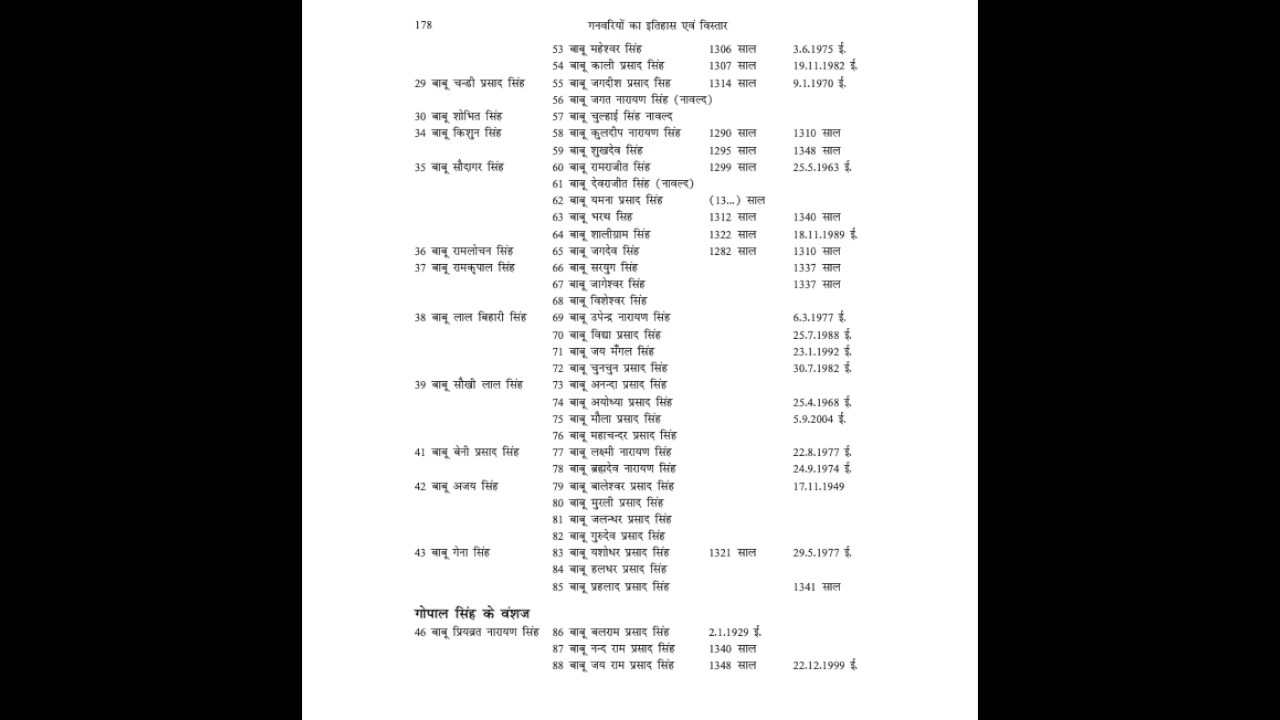 178 गनवरियों का इतिहास एवं विस्तार
53 बाबू महेश्वर सिंह 1306 साल 3.6.1975 ई.
54 बाबू काली प्रसाद सिंह 1307 साल 19.11.1982 ई.
29 बाबू चन्डी प्रसाद सिंह 55 बाबू जगदीश प्रसाद सिह 1314 साल 9.1.1970 ई.
56 बाबू जगत नारायण सिंह (नावल्द)
30 बाबू शोभित सिंह 57 बाबू चुल्हाई सिंह नावल्द
34 बाबू किशुन सिंह 58 बाबू कुलदीप नारायण सिंह 1290 साल 1310 साल
59 बाबू शुखदेव सिंह 1295 साल 1348 साल
35 बाबू सौदागर सिंह 60 बाबू रामराजीत सिंह 1299 साल 25.5.1963 ई.
61 बाबू देवराजीत सिंह (नावल्द)
62 बाबू यमना प्रसाद सिंह (13...) साल
63 बाबू भरथ सिंह 1312 साल 1340 साल
64 बाबू शालीग्राम सिंह 1322 साल 18.11.1989 ई.
36 बाबू रामलोचन सिंह 65 बाबू जगदेव सिंह 1282 साल 1310 साल
37 बाबू रामकृपाल सिंह 66 बाबू सरयुग सिंह 1337 साल
67 बाबू जागेश्वर सिंह 1337 साल
68 बाबू विशेश्वर सिंह
38 बाबू लाल बिहारी सिंह 69 बाबू उपेन्द्र नारायण सिंह 6.3.1977 ई.
70 बाबू विद्या प्रसाद सिंह 25.7.1988 ई.
71 बाबू जय मँगल सिंह 23.1.1992 ई.
72 बाबू चुनचुन प्रसाद सिंह 30.7.1982 ई.
39 बाबू सौखी लाल सिंह 73 बाबू अनन्दा प्रसाद सिंह
74 बाबू अयोध्या प्रसाद सिंह 25.4.1968 ई.
75 बाबू मौला प्रसाद सिंह 5.9.2004 ई.
76 बाबू महाचन्दर प्रसाद सिंह
41 बाबू बेनी प्रसाद सिंह 77 बाबू लक्ष्मी नारायण सिंह 22.8.1977 ई.
78 बाबू ब्रह्मदेव नारायण सिंह 24.9.1974 ई.
42 बाबू अजय सिंह 79 बाबू बालेश्वर प्रसाद सिंह 17.11.1949
80 बाबू मुरली प्रसाद सिंह
81 बाबू जलन्धर प्रसाद सिंह
82 बाबू गुरुदेव प्रसाद सिंह
43 बाबू गेना सिंह 83 बाबू यशोधर प्रसाद सिंह 1321 साल 29.5.1977 ई.
84 बाबू हलधर प्रसाद सिंह
85 बाबू प्रहलाद प्रसाद सिंह 1341 साल
गोपाल सिंह के वंशज
46 बाबू प्रियब्रत नारायण सिंह 86 बाबू बलराम प्रसाद सिंह 2.1.1929 ई.
87 बाबू नन्द राम प्रसाद सिंह 1340 साल
88 बाबू जय राम प्रसाद सिंह 1348 साल 22.12.1999 ई.